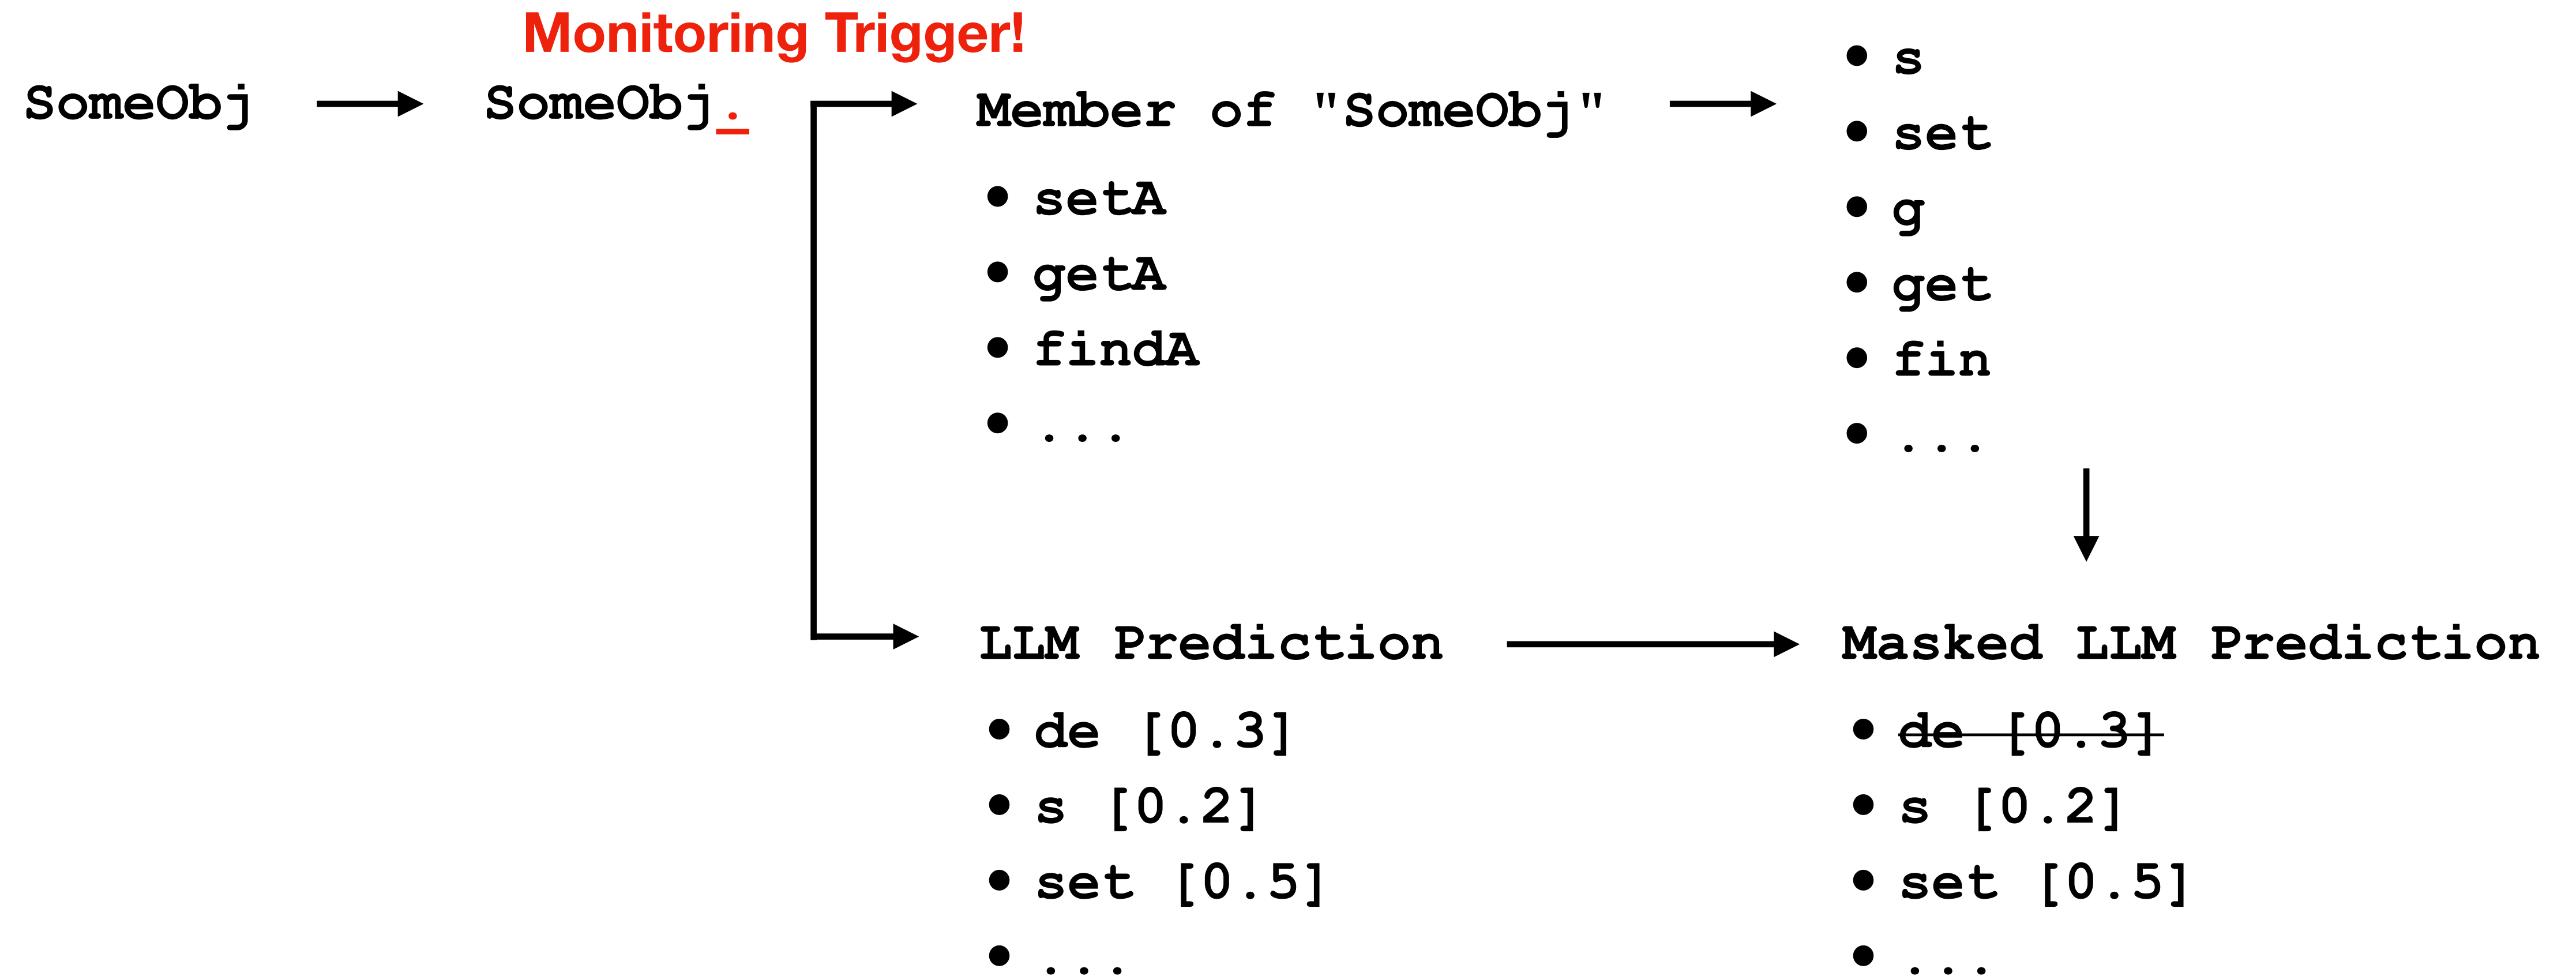 Monitoring Trigger!
SomeObj
SomeObj.
Member of "SomeObj"
• setA
• getA
• findA
• ...
• s
• set
• g
• get
• fin
• ...
LLM Prediction
• de [0.3]
• s [0.2]
• set [0.5]
• ...
Masked LLM Prediction
• de [0.3]
• s [0.2]
• set [0.5]
• ...